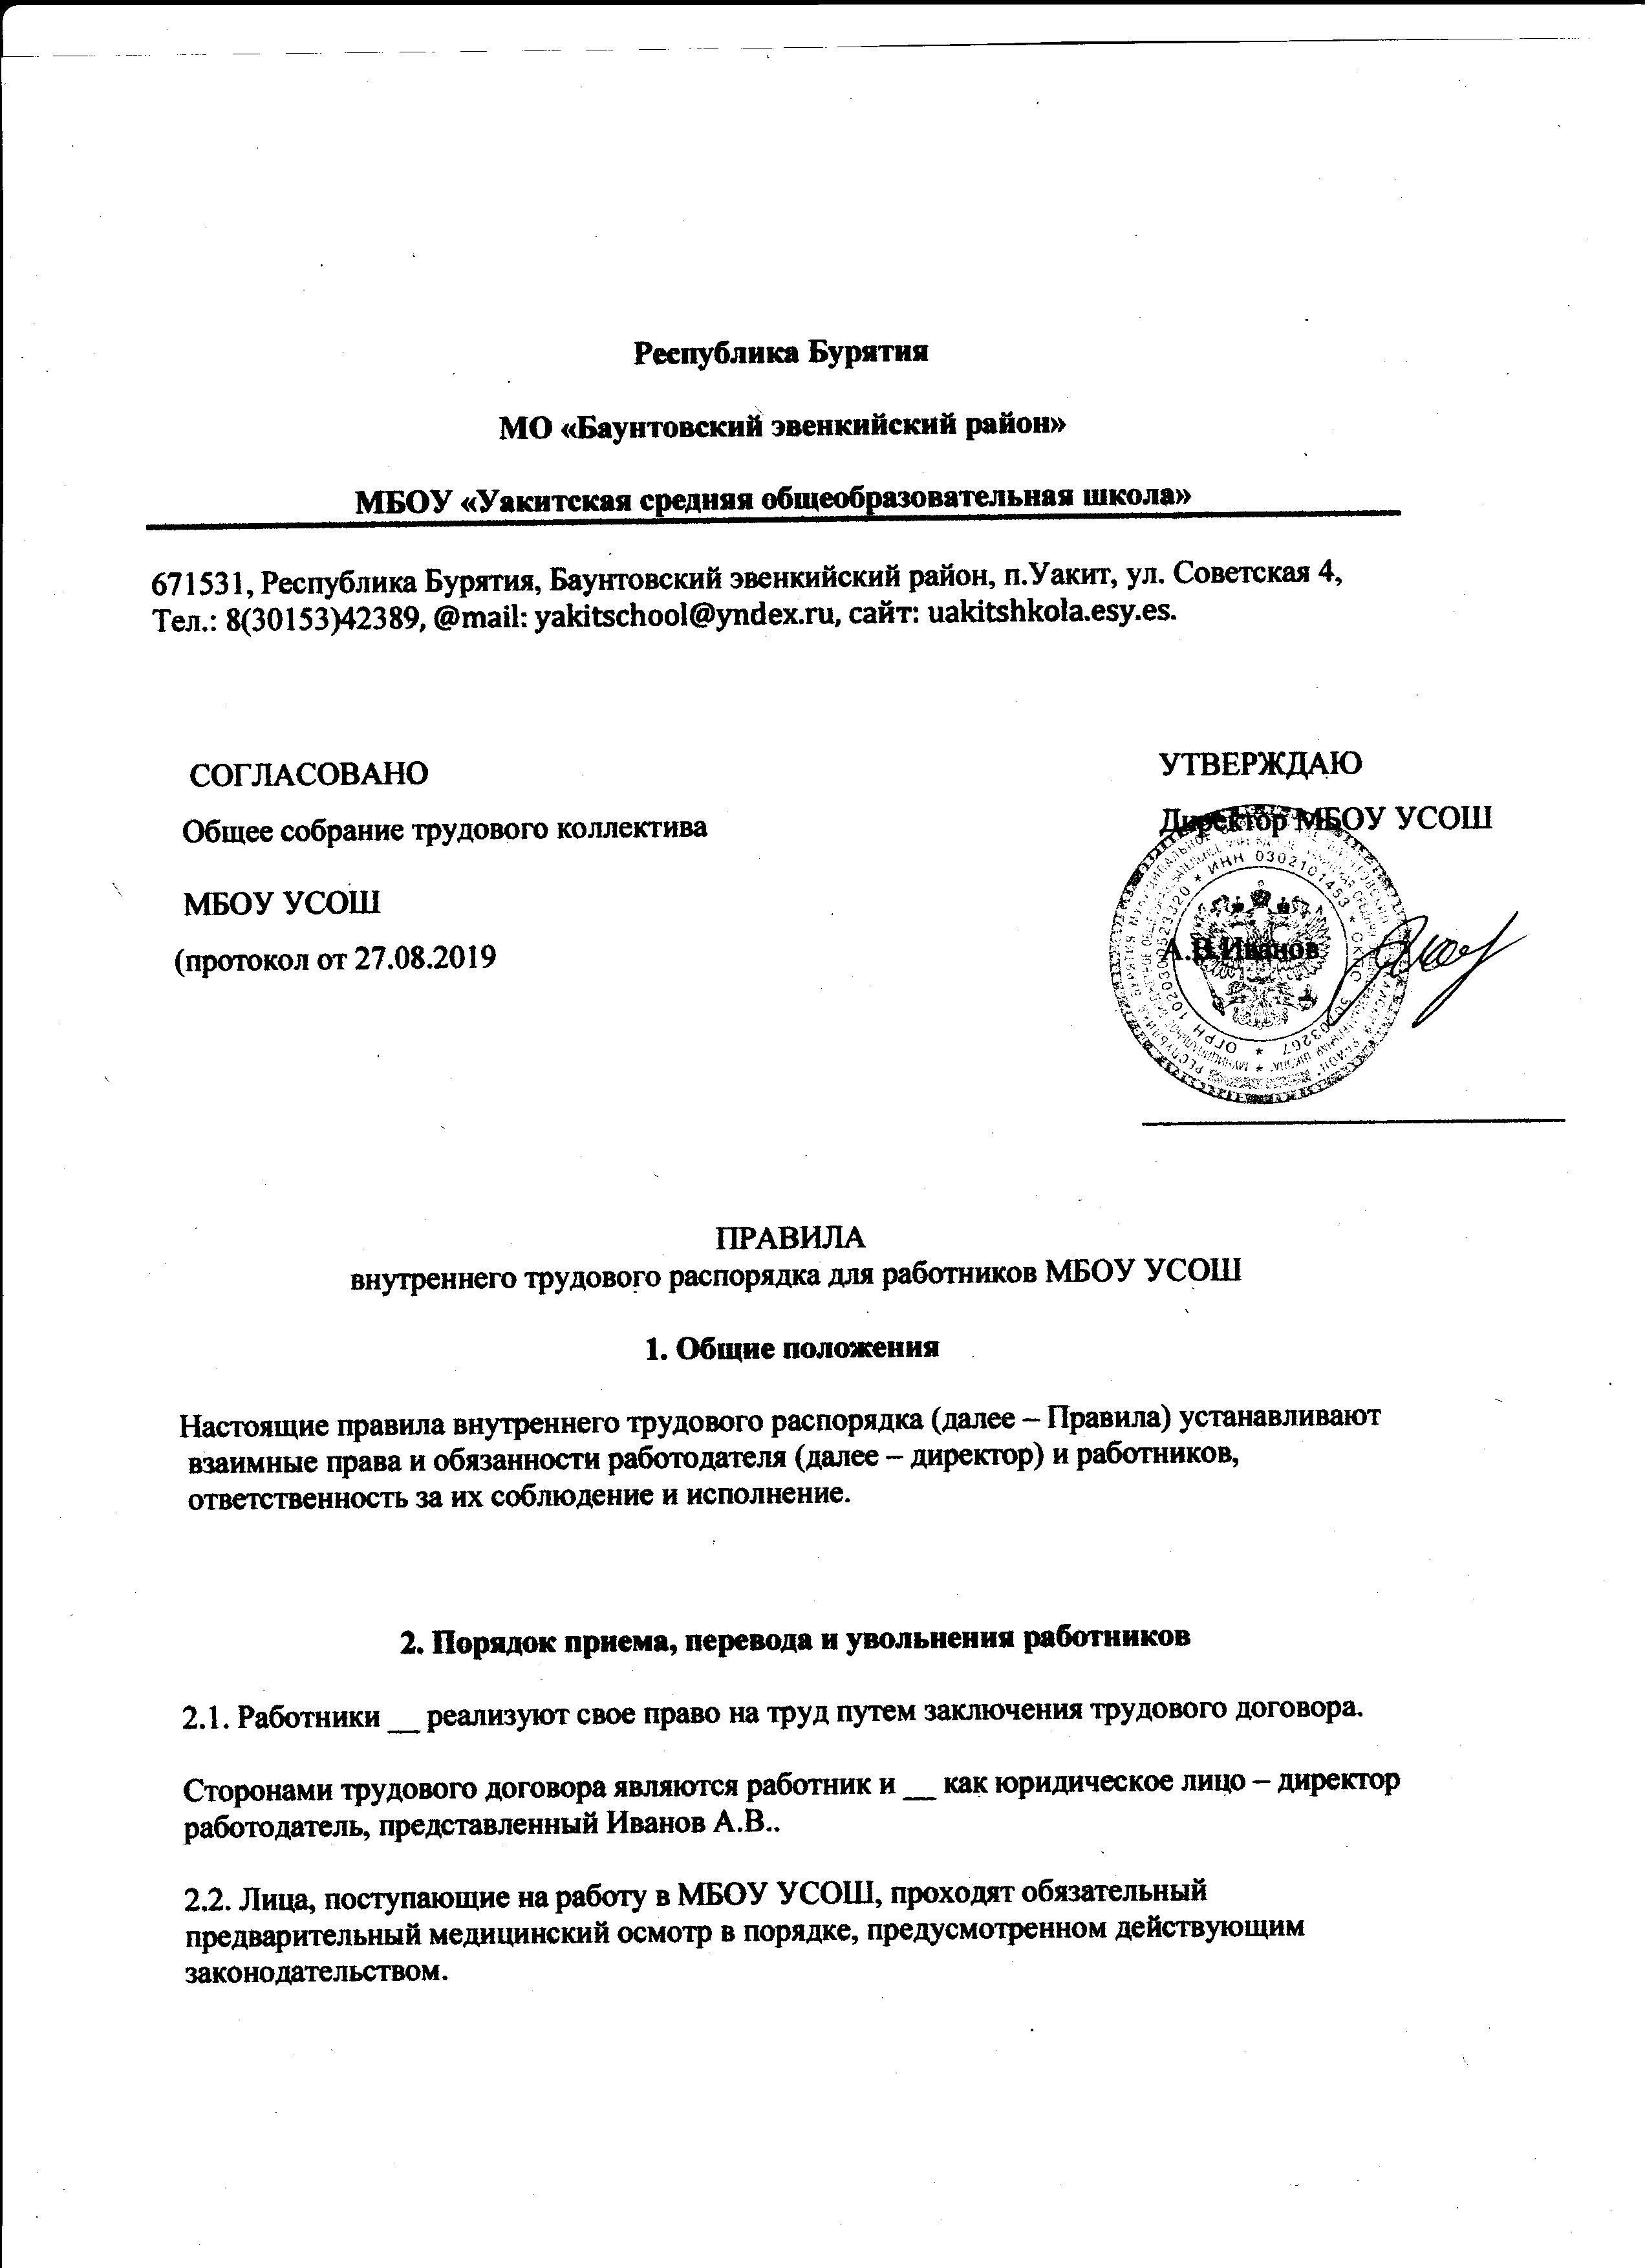 Республика Бурятия
МО «Баунтовский эвенкийский район»
МБОУ «Уакитская средняя общеобразовательная школа»
671531, Республика Бурятия, Баунтовский эвенкийский район, п.Уакит, ул. Советская 4,
Тел.: 8(30153)42389, @mail: yakitschool@yndex.ru, сайт: uakitshkola.esy.es.
СОГЛАСОВАНО
Общее собрание трудового коллектива
МБОУ УСОШ
(протокол от 27.08.2019
УТВЕРЖДАЮ
Директор МБОУ УСОШ
А.В.Иванов
ИНН 0302101453
ОГРН
ПРАВИЛА
внутреннего трудового распорядка для работников МБОУ УСОШ
1. Общие положения
Настоящие правила внутреннего трудового распорядка (далее – Правила) устанавливают
взаимные права и обязанности работодателя (далее – директор) и работников,
ответственность за их соблюдение и исполнение.
2. Порядок приема, перевода и увольнения работников
2.1. Работники __ реализуют свое право на труд путем заключения трудового договора.
Сторонами трудового договора являются работник и __ как юридическое лицо – директор
работодатель, представленный Иванов А.В..
2.2. Лица, поступающие на работу в МБОУ УСОШ, проходят обязательный
предварительный медицинский осмотр в порядке, предусмотренном действующим
законодательством.